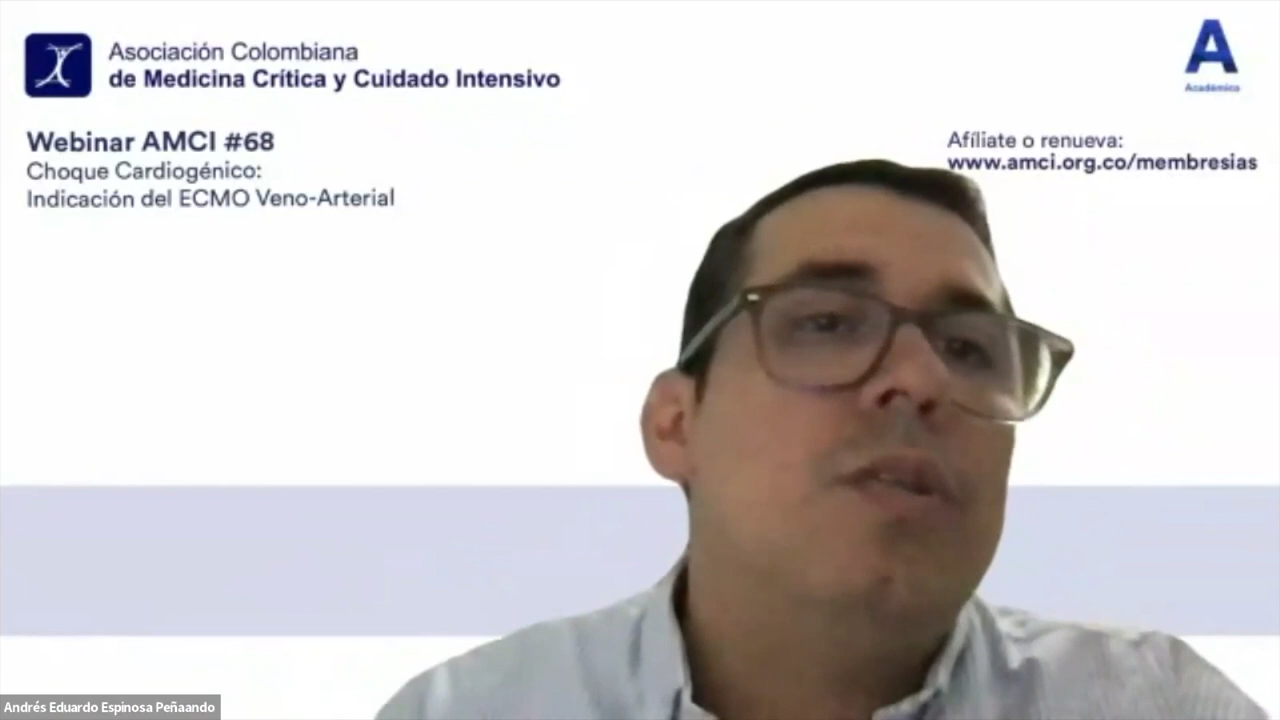 Asociación Colombiana
de Medicina Crítica y Cuidado Intensivo
A
Académico
Webinar AMCI #68
Choque Cardiogénico:
Indicación del ECMO Veno-Arterial
Afíliate o renueva:
www.amci.org.co/membresias
Andrés Eduardo Espinosa Peñaando